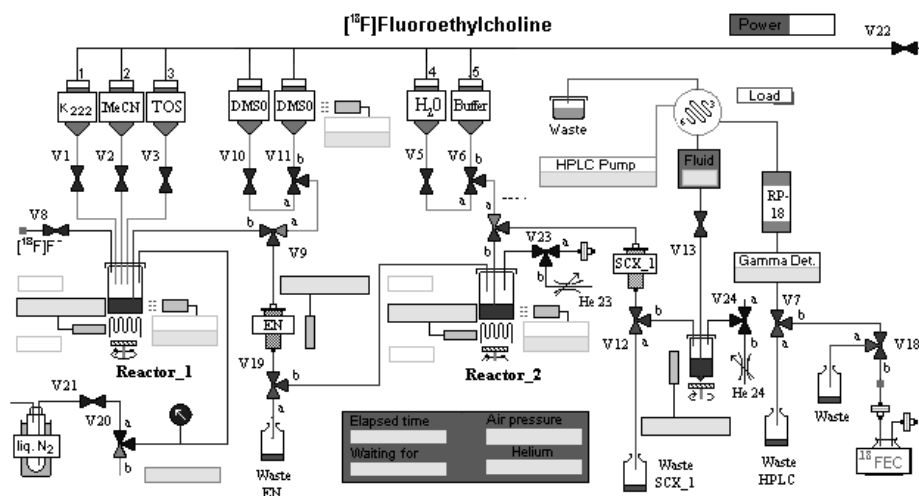 [¹⁸F]Fluoroethylcholine
Power
V22
1
2
3
4
5
K222
MeCN
TOS
DMSO
DMSO
H₂O
Buffer
Waste
6
3
Load
HPLC Pump
Fluid
RP-18
V1
V2
V3
V10
V11
b
a
V5
V6
b
a
V8
[¹⁸F]F⁻
b
a
V9
a
b
V23
a
b
He 23
SCX_1
V13
Gamma Det.
EN
V12
b
a
V24
a
b
He 24
V7
b
a
V18
b
a
V19
a
b
Reactor_1
Reactor_2
V21
V20
a
b
liq. N₂
Waste
EN
Elapsed time
Air pressure
Waiting for
Helium
Waste
SCX_1
Waste
HPLC
Waste
¹⁸FEC